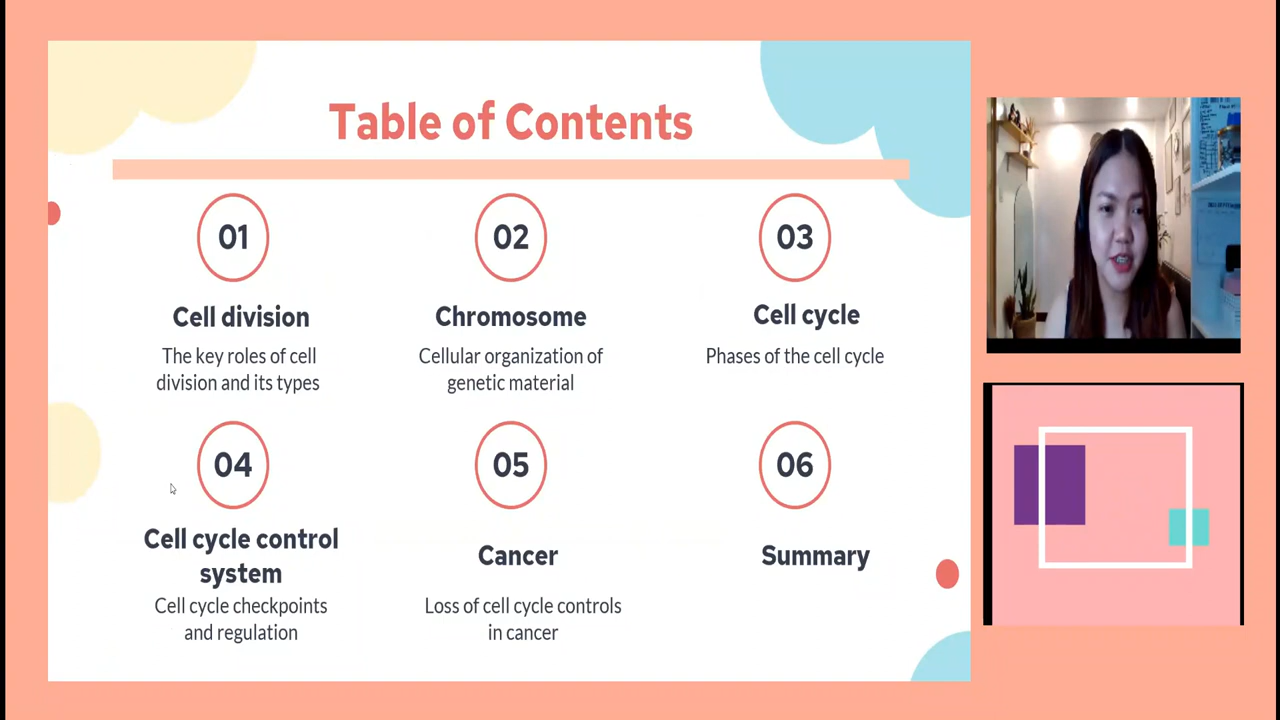 Table of Contents
01
02
03
Cell division
Chromosome
Cell cycle
The key roles of cell
division and its types
Cellular organization of
genetic material
Phases of the cell cycle
04
05
06
Cell cycle control
system
Cancer
Summary
Cell cycle checkpoints
and regulation
Loss of cell cycle controls
in cancer